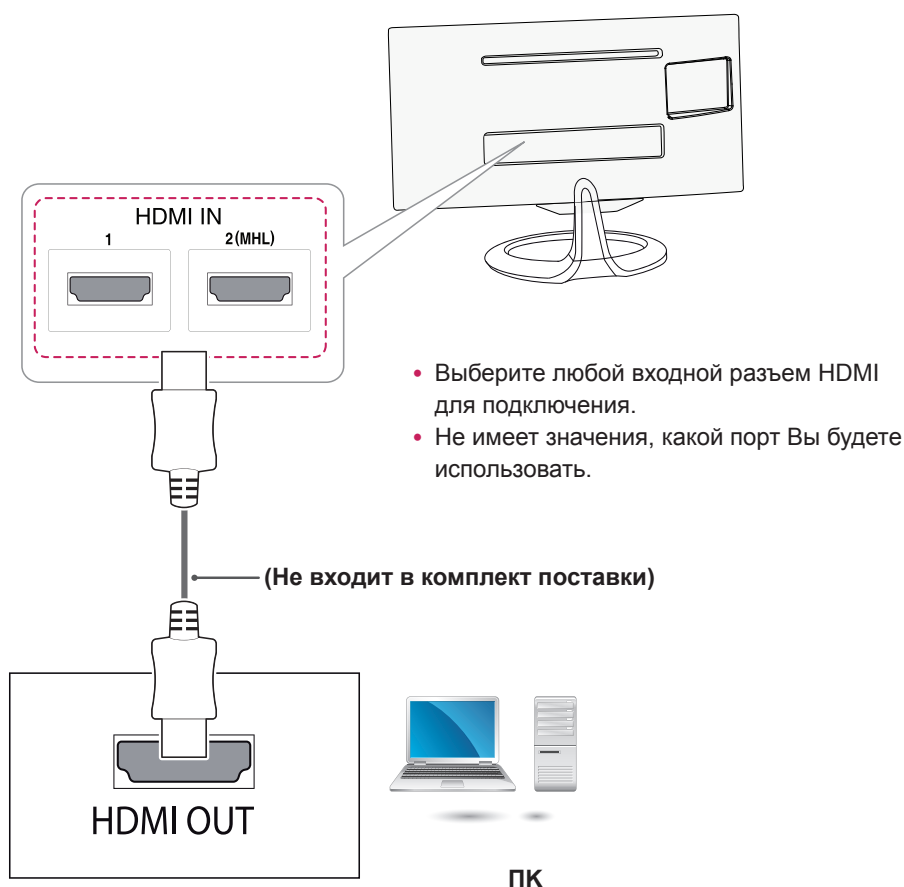 HDMI IN
1
2(MHL)
• Выберите любой входной разъем HDMI
для подключения.
• Не имеет значения, какой порт Вы будете
использовать.
(Не входит в комплект поставки)
HDMI OUT
ПК